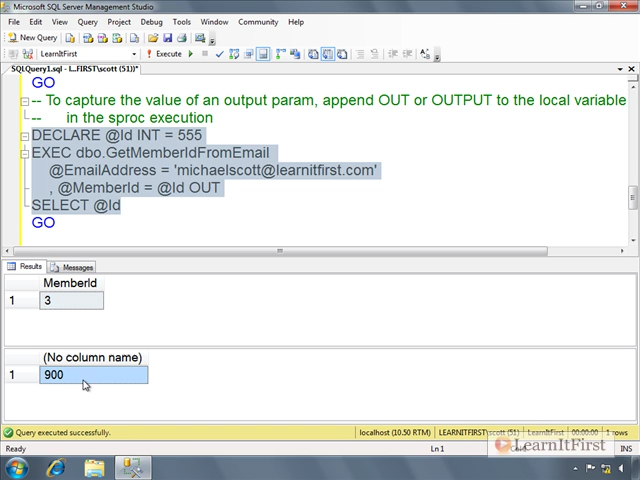 Microsoft SQL Server Management Studio
File Edit View Query Project Debug Tools Window Community Help
New Query
LearnItFirst Execute
SQLQuery1.sql - l...FIRST\scott (51))*
GO
-- To capture the value of an output param, append OUT or OUTPUT to the local variable
-- in the sproc execution
DECLARE @Id INT = 555
EXEC dbo.GetMemberIdFromEmail
@EmailAddress = 'michaelscott@learnitfirst.com'
, @MemberId = @Id OUT
SELECT @Id
GO
Results Messages
MemberId
1 3
(No column name)
1 900
Query executed successfully. localhost (10.50 RTM) LEARNITFIRST\scott (51) LearnItFirst 00:00:00 1 rows
LearnItFirst
Ready Ln 1 INS